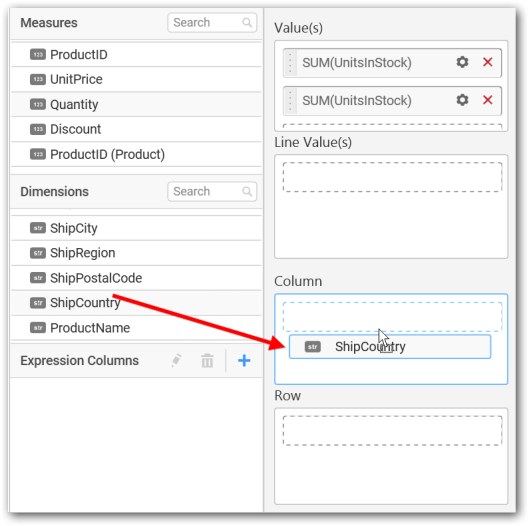 Measures
Search
123 ProductID
123 UnitPrice
123 Quantity
123 Discount
123 ProductID (Product)
Dimensions
Search
str ShipCity
str ShipRegion
str ShipPostalCode
str ShipCountry
str ProductName
Expression Columns
Value(s)
SUM(UnitsInStock)
SUM(UnitsInStock)
Line Value(s)
Column
str ShipCountry
Row